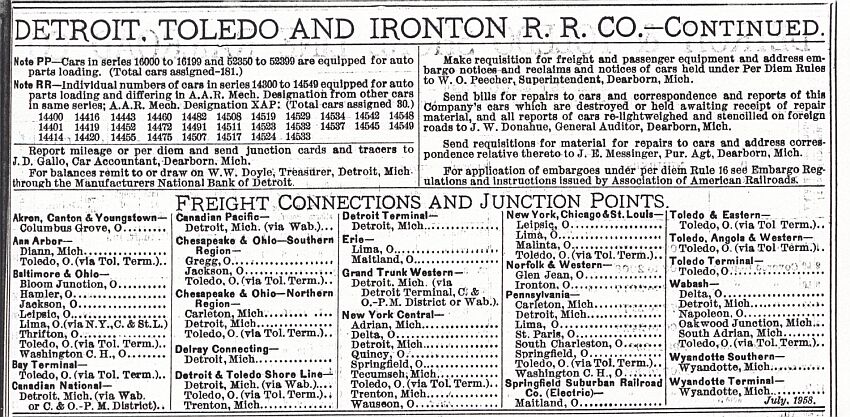 DETROIT, TOLEDO AND IRONTON R. R. CO.—CONTINUED.
Note PP—Cars in series 16000 to 16199 and 52350 to 52399 are equipped for auto
parts loading. (Total cars assigned-181.)
Note RR—Individual numbers of cars in series 14300 to 14549 equipped for auto
parts loading and differing in A.A.R. Mech. Designation from other cars
in same series; A.A.R. Mech. Designation XAP: (Total cars assigned 30.)
14400 14416 14443 14460 14482 14508 14519 14529 14534 14542 14548
14401 14419 14452 14472 14491 14511 14523 14532 14537 14545 14549
14414 14420 14455 14475 14507 14517 14524 14533
Report mileage or per diem and send junction cards and tracers to
J.D. Gallo, Car Accountant, Dearborn, Mich.
For balances remit to or draw on W.W. Doyle, Treasurer, Detroit, Mich.
through the Manufacturers National Bank of Detroit.
Make requisition for freight and passenger equipment and address em-
bargo notices and reclaims and notices of cars held under Per Diem Rules
to W. O. Peecher, Superintendent, Dearborn, Mich.
Send bills for repairs to cars and correspondence and reports of this
Company's cars which are destroyed or held awaiting receipt of repair
material, and all reports of cars re-lightweighed and stencilled on foreign
roads to J. W. Donahue, General Auditor, Dearborn, Mich.
Send requisitions for material for repairs to cars and address corres-
pondence relative thereto to J. E. Messinger, Pur. Agt, Dearborn, Mich.
For application of embargoes under per diem Rule 16 see Embargo Reg-
ulations and instructions issued by Association of American Railroads.
FREIGHT CONNECTIONS AND JUNCTION POINTS.
Akron, Canton & Youngstown—
Columbus Grove, O.
Ann Arbor—
Diann, Mich.
Toledo, O. (via Tol. Term.)
Baltimore & Ohio—
Bloom Junction, O.
Hamler, O.
Jackson, O.
Leipsic, O.
Lima, O. (via N.Y., C. & St. L.)
Thrifton, O.
Toledo, O. (via Tol. Term.)
Washington C. H., O.
Bay Terminal—
Toledo, O. (via Tol. Term.)
Canadian National—
Detroit, Mich. (via Wab.
or C. & O.-P. M. District)
Canadian Pacific—
Detroit, Mich. (via Wab.)
Chesapeake & Ohio—Southern
Region—
Gregg, O.
Jackson, O.
Toledo, O. (via Tol. Term.)
Chesapeake & Ohio—Northern
Region—
Carleton, Mich.
Detroit, Mich.
Toledo, O. (via Tol. Term.)
Delray Connecting—
Detroit, Mich.
Detroit & Toledo Shore Line—
Detroit, Mich. (via Wab.)
Toledo, O. (via Tol. Term.)
Trenton, Mich.
Detroit Terminal—
Detroit, Mich.
Erie—
Lima, O.
Maitland, O.
Grand Trunk Western—
Detroit, Mich. (via
Detroit Terminal, C. &
O.-P.M. District or Wab.)
New York Central—
Adrian, Mich.
Delta, O.
Detroit, Mich.
Quincy, O.
Springfield, O.
Tecumseh, Mich.
Toledo, O. (via Tol. Term.)
Trenton, Mich.
Wauseon, O.
New York, Chicago & St. Louis—
Leipsic, O.
Lima, O.
Malinta, O.
Toledo, O. (via Tol. Term.)
Norfolk & Western—
Glen Jean, O.
Ironton, O.
Pennsylvania—
Carleton, Mich.
Detroit, Mich.
Lima, O.
St. Paris, O.
South Charleston, O.
Springfield, O.
Toledo, O. (via Tol. Term.)
Washington C. H., O.
Springfield Suburban Railroad
Co. (Electric)—
Maitland, O.
Toledo & Eastern—
Toledo, O. (via Tol. Term.)
Toledo, Angola & Western—
Toledo, O. (via Tol. Term.)
Toledo Terminal—
Toledo, O.
Wabash—
Delta, O.
Detroit, Mich.
Napoleon, O.
Oakwood Junction, Mich.
South Adrian, Mich.
Toledo, O. (via Tol. Term.)
Wyandotte Southern—
Wyandotte, Mich.
Wyandotte Terminal—
Wyandotte, Mich.
July, 1958.